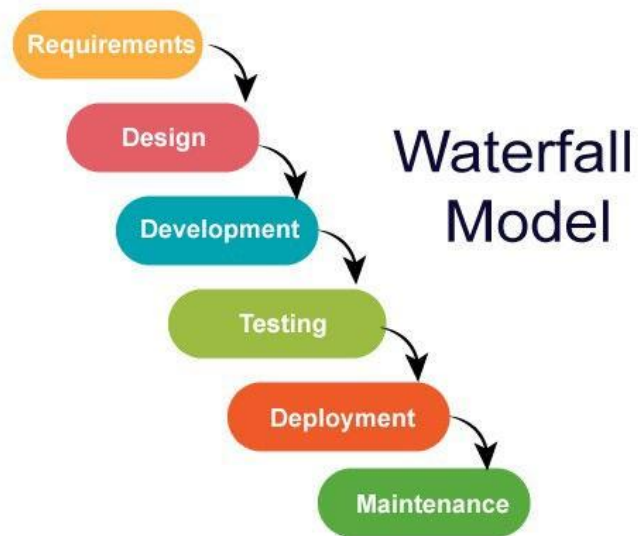 Requirements
Design
Waterfall
Model
Development
Testing
Deployment
Maintenance